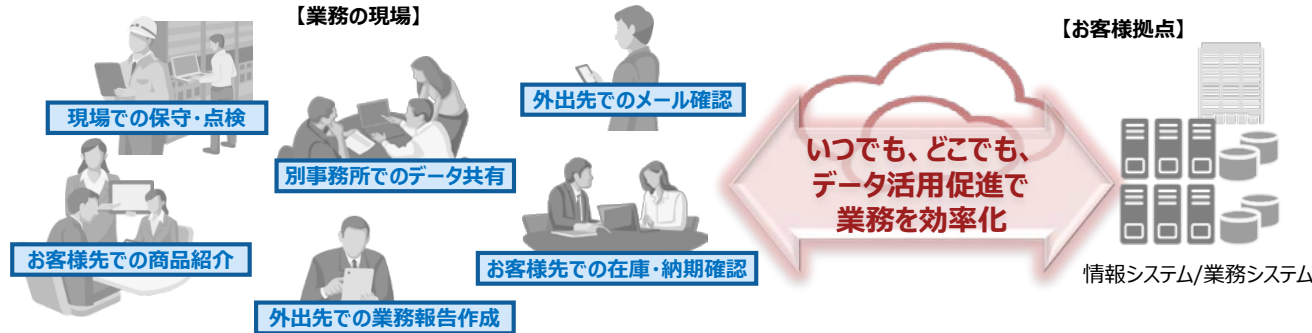 【業務の現場】
現場での保守・点検
別事務所でのデータ共有
外出先でのメール確認
お客様先での商品紹介
外出先での業務報告作成
お客様先での在庫・納期確認
いつでも、どこでも、
データ活用促進で
業務を効率化
【お客様拠点】
情報システム/業務システム